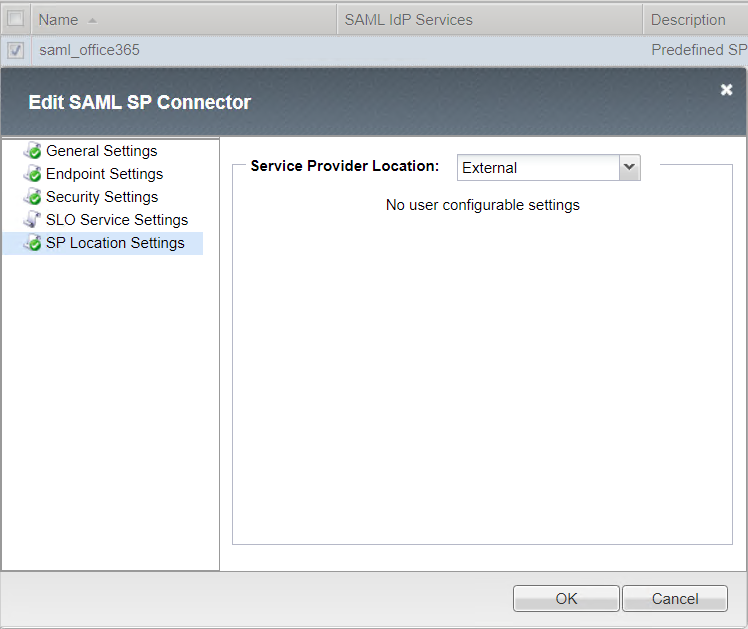 Name SAML IdP Services Description
saml_office365 Predefined SP
Edit SAML SP Connector
General Settings
Endpoint Settings
Security Settings
SLO Service Settings
SP Location Settings
Service Provider Location: External
No user configurable settings
OK Cancel